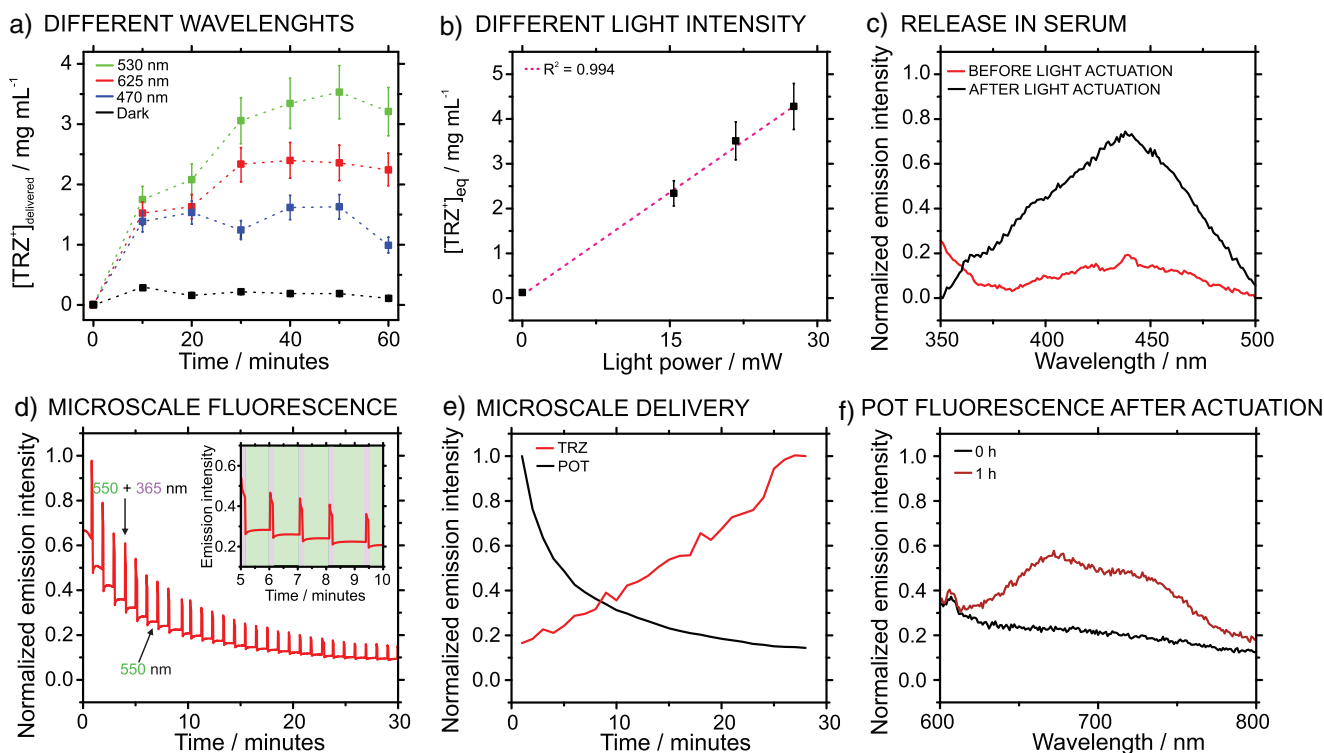 a) DIFFERENT WAVELENGHTS
530 nm
625 nm
470 nm
Dark
[TRZ⁺]delivered / mg mL⁻¹
4
3
2
1
0
0 20 40 60
Time / minutes
b) DIFFERENT LIGHT INTENSITY
R² = 0.994
[TRZ⁺]eq / mg mL⁻¹
5
4
3
2
1
0
0 15 30
Light power / mW
c) RELEASE IN SERUM
BEFORE LIGHT ACTUATION
AFTER LIGHT ACTUATION
Normalized emission intensity
1.0
0.8
0.6
0.4
0.2
0.0
350 400 450 500
Wavelength / nm
d) MICROSCALE FLUORESCENCE
Normalized emission intensity
1.0
0.8
0.6
0.4
0.2
0.0
550 + 365 nm
550 nm
Emission intensity
0.6
0.4
0.2
5 6 7 8 9 10
Time / minutes
0 10 20 30
Time / minutes
e) MICROSCALE DELIVERY
TRZ
POT
Normalized emission intensity
1.0
0.8
0.6
0.4
0.2
0.0
0 10 20 30
Time / minutes
f) POT FLUORESCENCE AFTER ACTUATION
0 h
1 h
Normalized emission intensity
1.0
0.8
0.6
0.4
0.2
0.0
600 700 800
Wavelength / nm